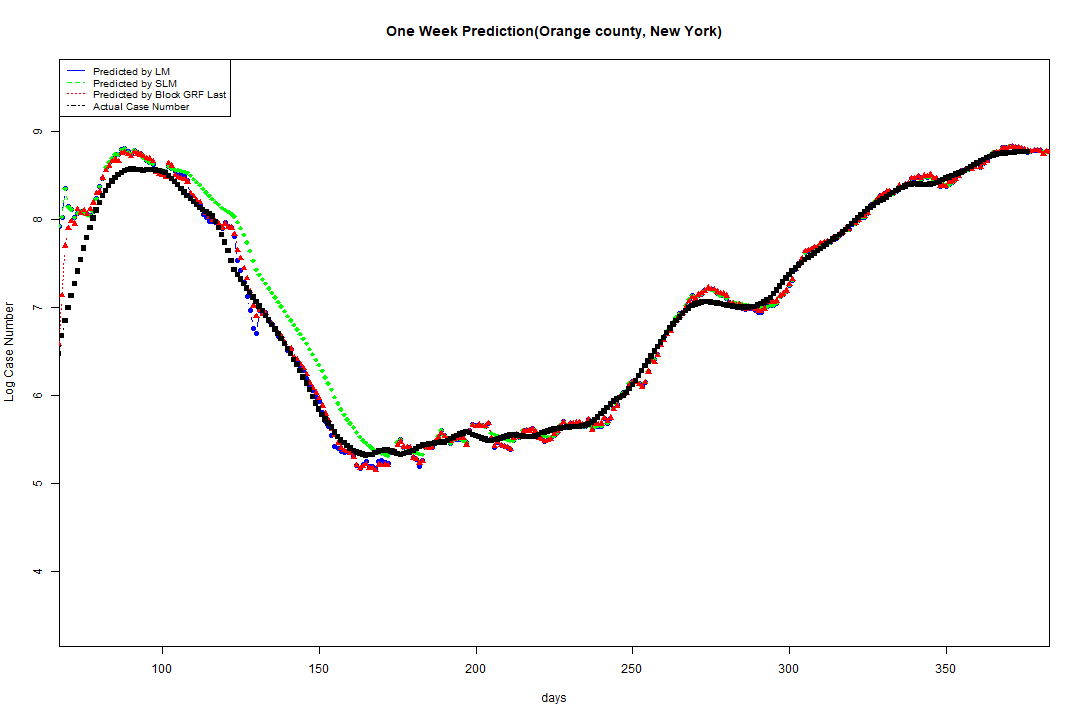 One Week Prediction(Orange county, New York)
Predicted by LM
Predicted by SLM
Predicted by Block GRF Last
Actual Case Number
9
8
7
6
5
4
Log Case Number
100 150 200 250 300 350
days